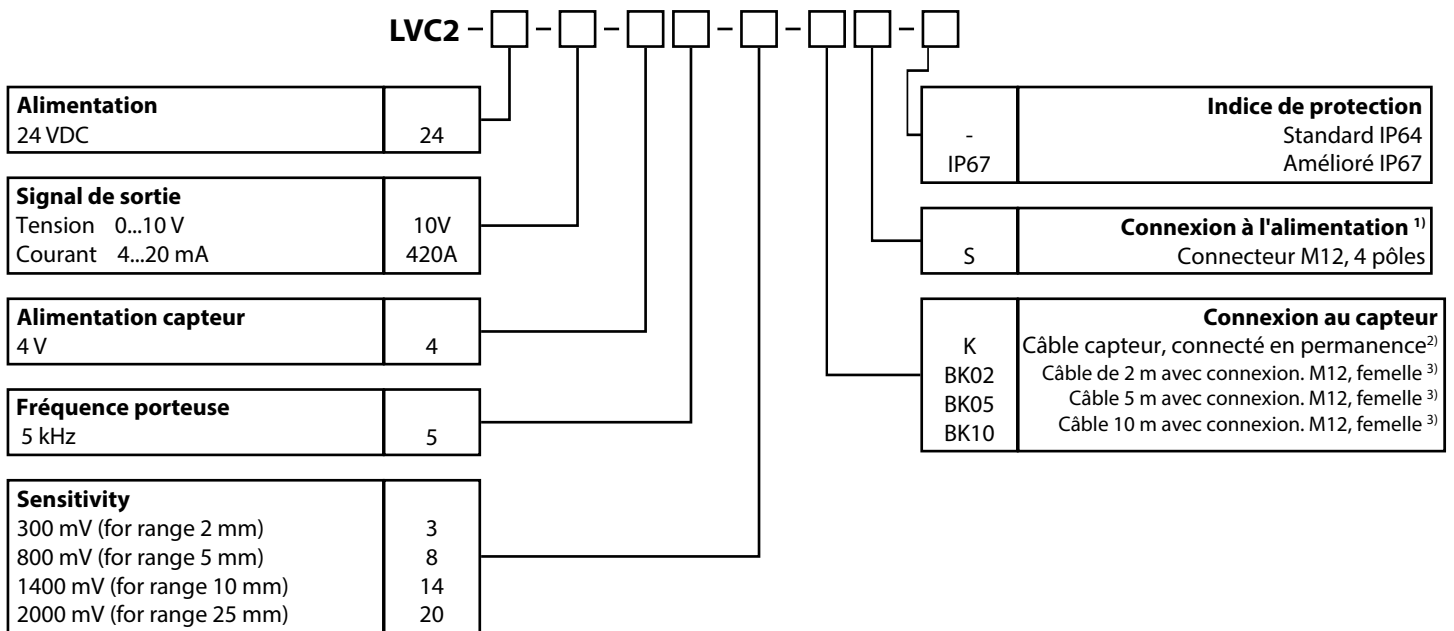 LVC2 – – – – – –
Alimentation
24 VDC 24
Signal de sortie
Tension 0...10 V 10V
Courant 4...20 mA 420A
Alimentation capteur
4 V 4
Fréquence porteuse
5 kHz 5
Sensitivity
300 mV (for range 2 mm) 3
800 mV (for range 5 mm) 8
1400 mV (for range 10 mm) 14
2000 mV (for range 25 mm) 20
Indice de protection
- Standard IP64
IP67 Amélioré IP67
Connexion à l'alimentation 1)
S Connecteur M12, 4 pôles
Connexion au capteur
K Câble capteur, connecté en permanence2)
BK02 Câble de 2 m avec connexion. M12, femelle 3)
BK05 Câble 5 m avec connexion. M12, femelle 3)
BK10 Câble 10 m avec connexion. M12, femelle 3)